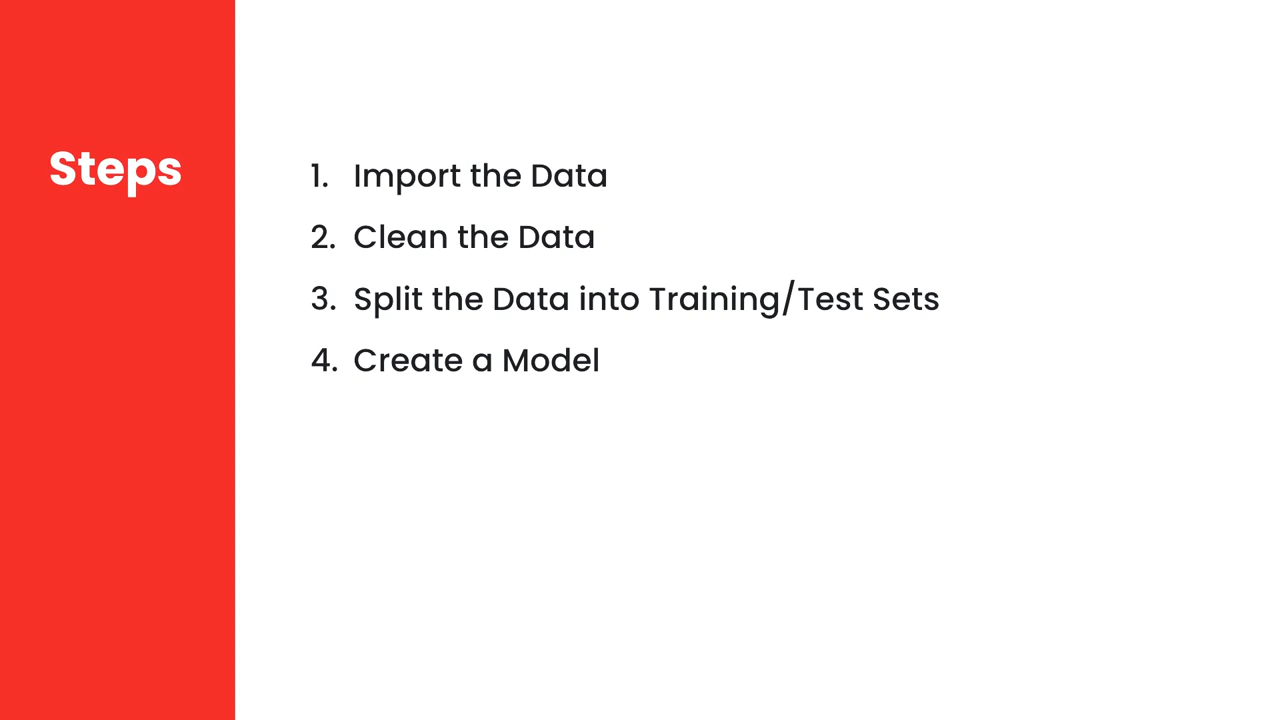 Steps
1. Import the Data
2. Clean the Data
3. Split the Data into Training/Test Sets
4. Create a Model